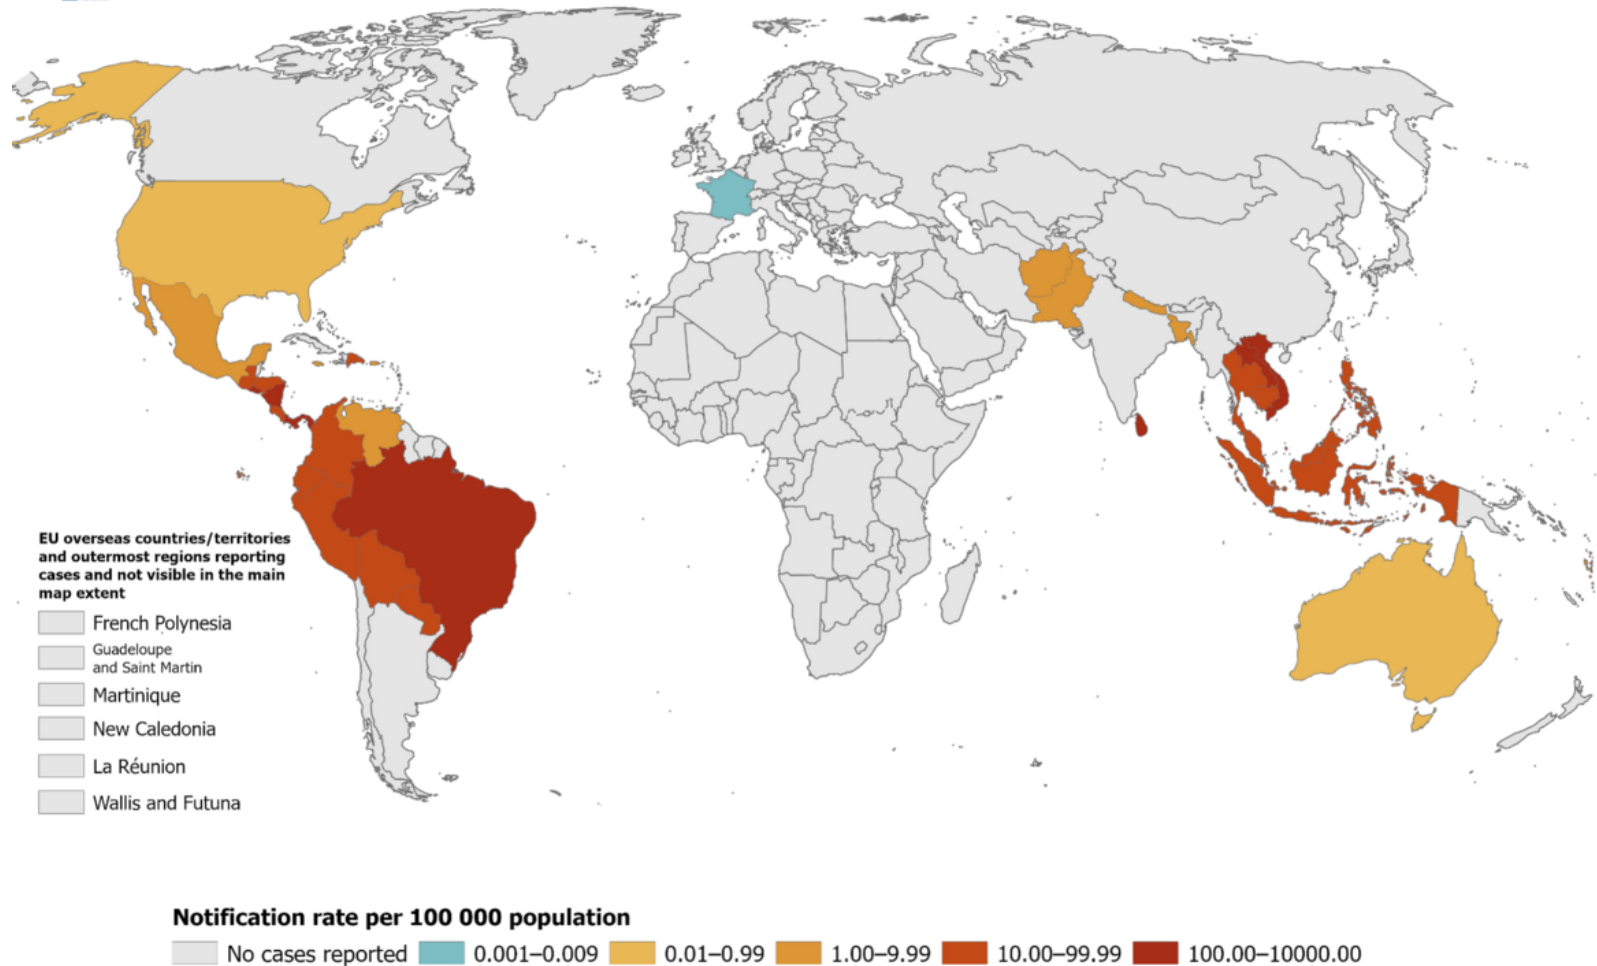 EU overseas countries/territories
and outermost regions reporting
cases and not visible in the main
map extent
French Polynesia
Guadeloupe
and Saint Martin
Martinique
New Caledonia
La Réunion
Wallis and Futuna
Notification rate per 100 000 population
No cases reported 0.001–0.009 0.01–0.99 1.00–9.99 10.00–99.99 100.00–10000.00